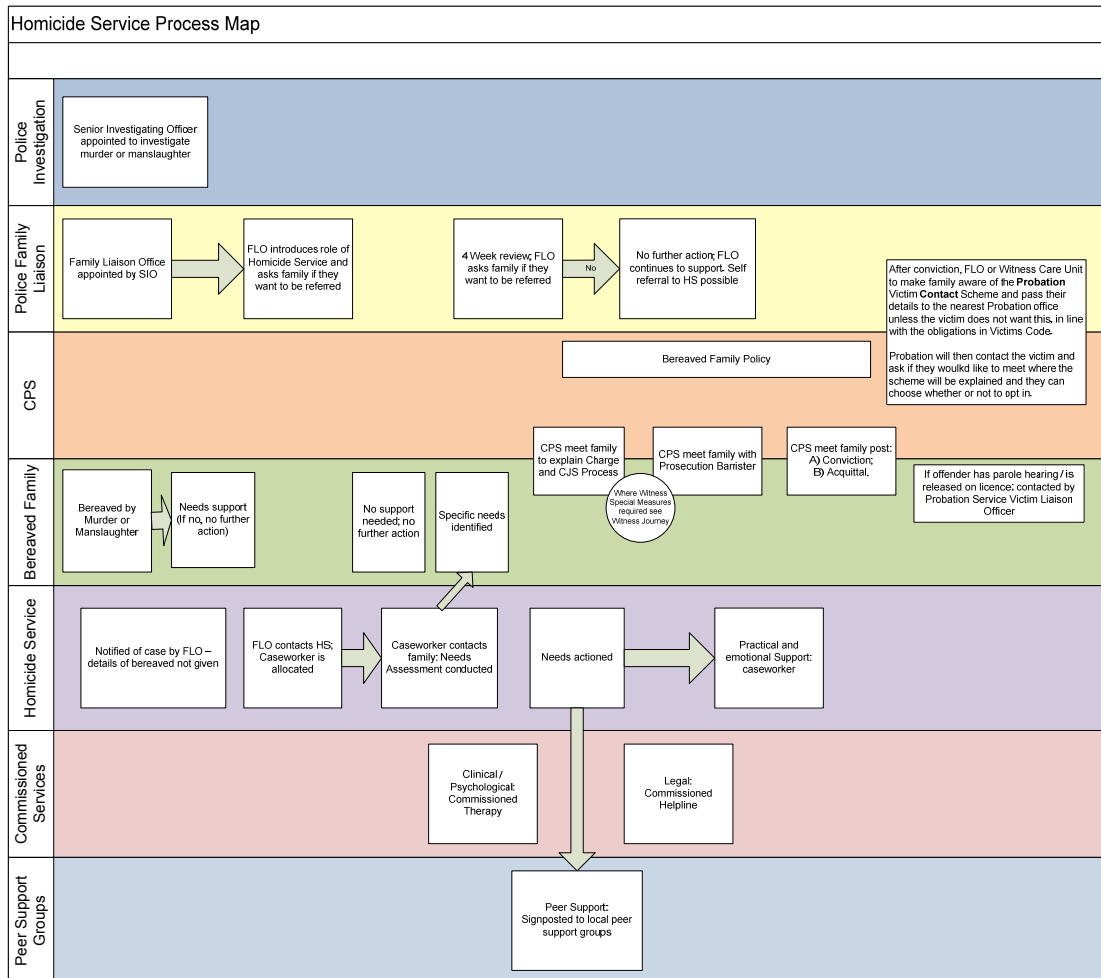 Homicide Service Process Map
Police
Investigation
Senior Investigating Officer
appointed to investigate
murder or manslaughter
Police Family
Liaison
Family Liaison Office
appointed by SIO
FLO introduces role of
Homicide Service and
asks family if they
want to be referred
4 Week review; FLO
asks family if they
want to be referred
No
No further action; FLO
continues to support. Self
referral to HS possible
After conviction, FLO or Witness Care Unit
to make family aware of the Probation
Victim Contact Scheme and pass their
details to the nearest Probation office
unless the victim does not want this, in line
with the obligations in Victims Code.
Probation will then contact the victim and
ask if they woulkd like to meet where the
scheme will be explained and they can
choose whether or not to opt in.
CPS
Bereaved Family Policy
CPS meet family
to explain Charge
and CJS Process
CPS meet family with
Prosecution Barrister
CPS meet family post:
A) Conviction;
B) Acquittal.
Bereaved Family
Bereaved by
Murder or
Manslaughter
Needs support
(If no, no further
action)
No support
needed; no
further action
Specific needs
identified
Where Witness
Special Measures
required see
Witness Journey
If offender has parole hearing / is
released on licence: contacted by
Probation Service Victim Liaison
Officer
Homicide Service
Notified of case by FLO –
details of bereaved not given
FLO contacts HS;
Caseworker is
allocated
Caseworker contacts
family: Needs
Assessment conducted
Needs actioned
Practical and
emotional Support:
caseworker
Commissioned
Services
Clinical /
Psychological:
Commissioned
Therapy
Legal:
Commissioned
Helpline
Peer Support
Groups
Peer Support:
Signposted to local peer
support groups